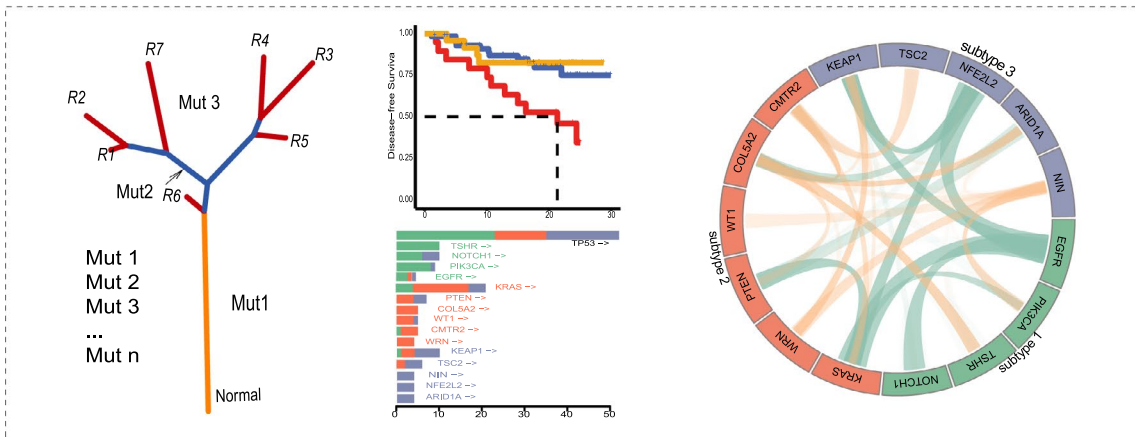 R4
R7
R3
R2
Mut 3
R1
R5
Mut2
R6
Mut 1
Mut 2
Mut 3
...
Mut n
Mut1
Normal
Disease-free Surviva
1.00
0.75
0.50
0.25
0.00
0
10
20
30
TP53 ->
TSHR ->
NOTCH1 ->
PIK3CA ->
EGFR ->
KRAS ->
PTEN ->
COL5A2 ->
WT1 ->
CMTR2 ->
WRN ->
KEAP1 ->
TSC2 ->
NIN ->
NFE2L2 ->
ARID1A ->
0 10 20 30 40 50
subtype 3
KEAP1
TSC2
NFE2L2
ARID1A
NIN
EGFR
PIK3CA
subtype 1
TSHR
NOTCH1
KRAS
WRN
PTEN
subtype 2
WT1
COL5A2
CMTR2